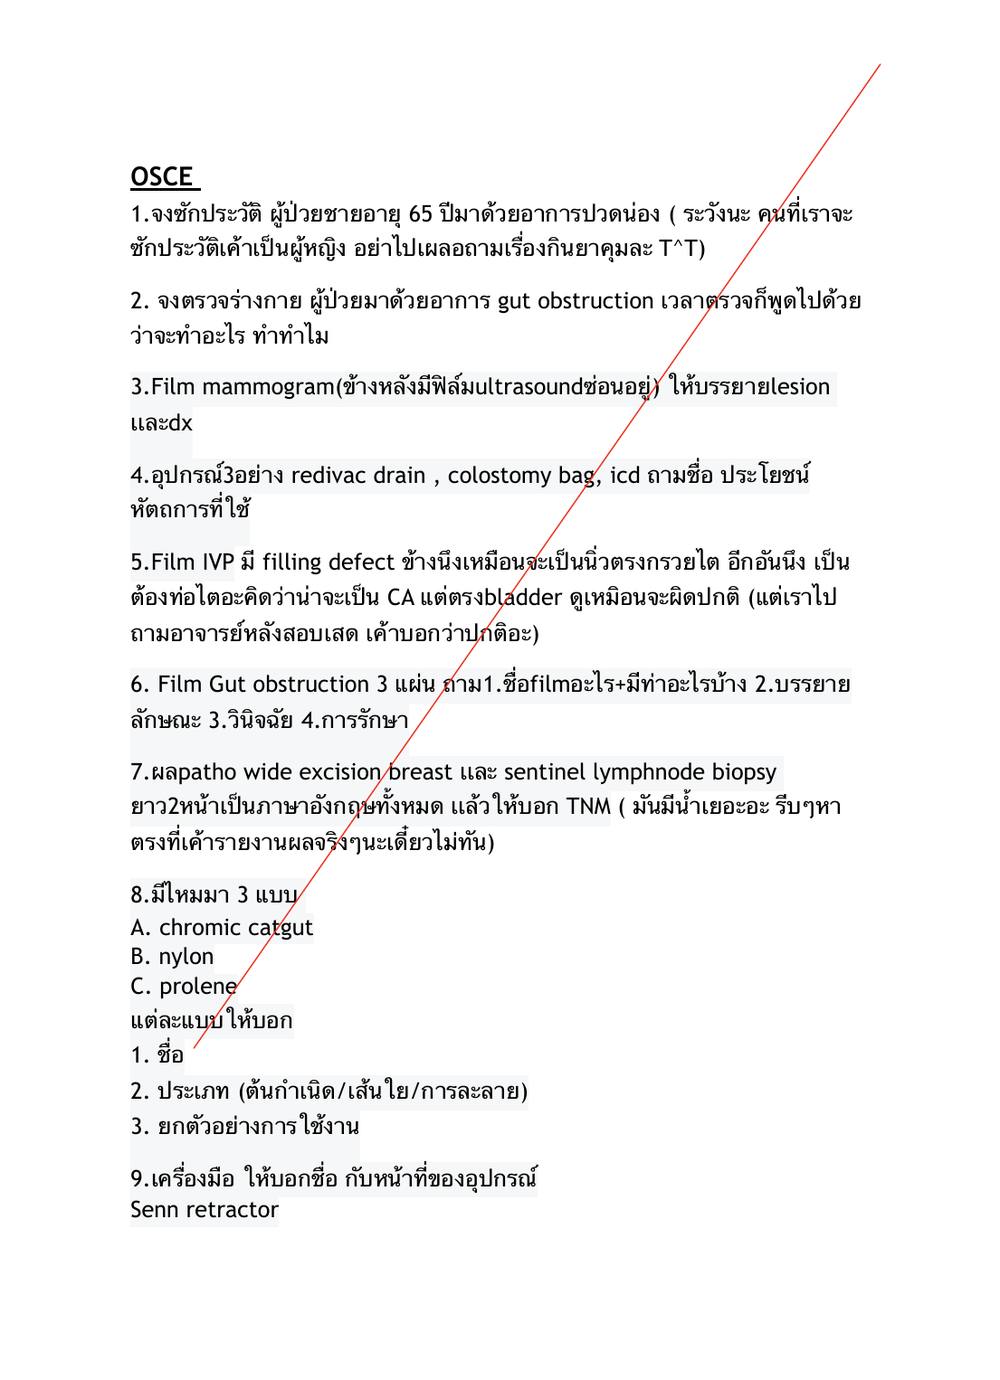 OSCE
1.จงซักประวัติ ผู้ป่วยชายอายุ 65 ปีมาด้วยอาการปวดน่อง ( ระวังนะ คนที่เราจะ
ซักประวัติเค้าเป็นผู้หญิง อย่าไปเผลอถามเรื่องกินยาคุมละ T^T)
2. จงตรวจร่างกาย ผู้ป่วยมาด้วยอาการ gut obstruction เวลาตรวจก็พูดไปด้วย
ว่าจะทำอะไร ทำทำไม
3.Film mammogram(ข้างหลังมีฟิล์มultrasoundซ่อนอยู่) ให้บรรยายlesion
และdx
4.อุปกรณ์3อย่าง redivac drain , colostomy bag, icd ถามชื่อ ประโยชน์
หัตถการที่ใช้
5.Film IVP มี filling defect ข้างนึงเหมือนจะเป็นนิ่วตรงกรวยไต อีกอันนึง เป็น
ต้องท่อไตอะคิดว่าน่าจะเป็น CA แต่ตรงbladder ดูเหมือนจะผิดปกติ (แต่เราไป
ถามอาจารย์หลังสอบเสด เค้าบอกว่าปกติอะ)
6. Film Gut obstruction 3 แผ่น ถาม1.ชื่อfilmอะไร+มีท่าอะไรบ้าง 2.บรรยาย
ลักษณะ 3.วินิจฉัย 4.การรักษา
7.ผลpatho wide excision breast และ sentinel lymphnode biopsy
ยาว2หน้าเป็นภาษาอังกฤษทั้งหมด แล้วให้บอก TNM ( มันมีน้ำเยอะอะ รีบๆหา
ตรงที่เค้ารายงานผลจริงๆนะเดี๋ยวไม่ทัน)
8.มีไหมมา 3 แบบ
A. chromic catgut
B. nylon
C. prolene
แต่ละแบบให้บอก
1. ชื่อ
2. ประเภท (ต้นกำเนิด/เส้นใย/การละลาย)
3. ยกตัวอย่างการใช้งาน
9.เครื่องมือ ให้บอกชื่อ กับหน้าที่ของอุปกรณ์
Senn retractor